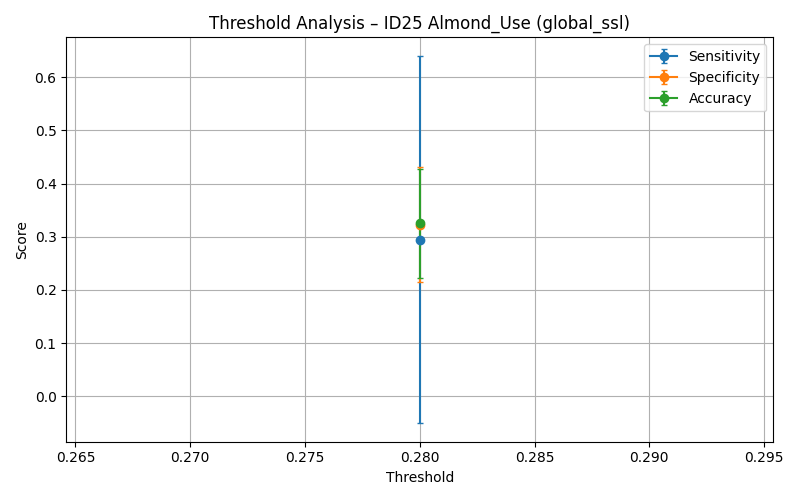 Threshold Analysis – ID25 Almond_Use (global_ssl)
Sensitivity
Specificity
Accuracy
Score
0.6
0.5
0.4
0.3
0.2
0.1
0.0
0.265 0.270 0.275 0.280 0.285 0.290 0.295
Threshold